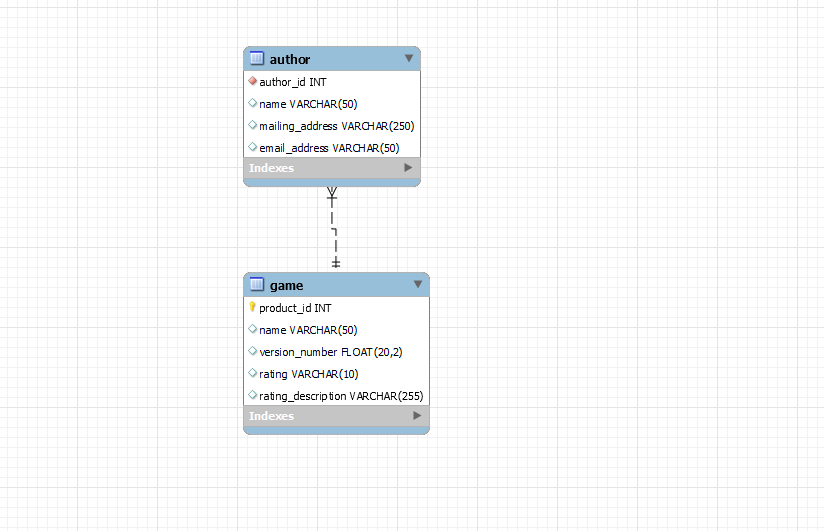 author
author_id INT
name VARCHAR(50)
mailing_address VARCHAR(250)
email_address VARCHAR(50)
Indexes
game
product_id INT
name VARCHAR(50)
version_number FLOAT(20,2)
rating VARCHAR(10)
rating_description VARCHAR(255)
Indexes